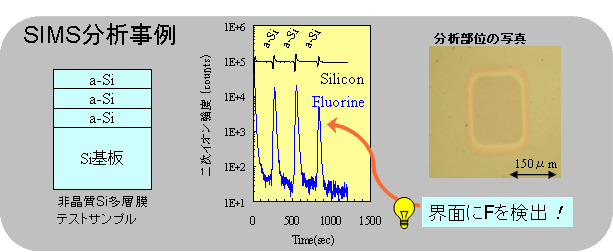 SIMS分析事例
a-Si
a-Si
a-Si
Si基板
非晶質Si多層膜
テストサンプル
二次イオン強度 (counts)
1E+6
1E+5
1E+4
1E+3
1E+2
1E+1
a-Si
a-Si
a-Si
Silicon
Fluorine
0
500
1000
1500
Time(sec)
分析部位の写真
150μm
界面にFを検出！